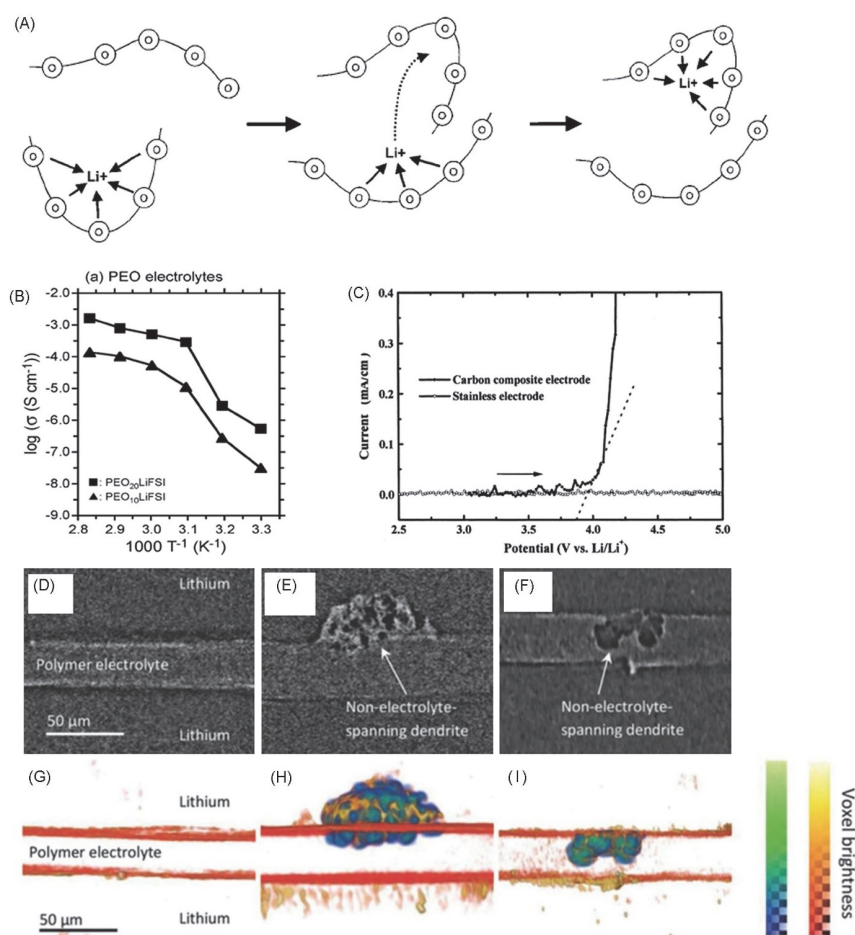 (A)
O O O O O
O O O O O
Li+
O O O O O
Li+
O O O O O
O O O O O
Li+
O O O O O
(a) PEO electrolytes
(B)
log (σ (S cm⁻¹))
-2.0
-3.0
-4.0
-5.0
-6.0
-7.0
-8.0
-9.0
■: PEO₂₀LiFSI
▲: PEO₁₀LiFSI
2.8 2.9 3.0 3.1 3.2 3.3
1000 T⁻¹ (K⁻¹)
(C)
Current (mA/cm)
0.4
0.3
0.2
0.1
0.0
Carbon composite electrode
Stainless electrode
2.5 3.0 3.5 4.0 4.5 5.0
Potential (V vs. Li/Li⁺)
(D)
Lithium
Polymer electrolyte
50 µm
Lithium
(E)
Non-electrolyte-
spanning dendrite
(F)
Non-electrolyte-
spanning dendrite
(G)
Lithium
Polymer electrolyte
Lithium
50 µm
(H)
(I)
Voxel brightness